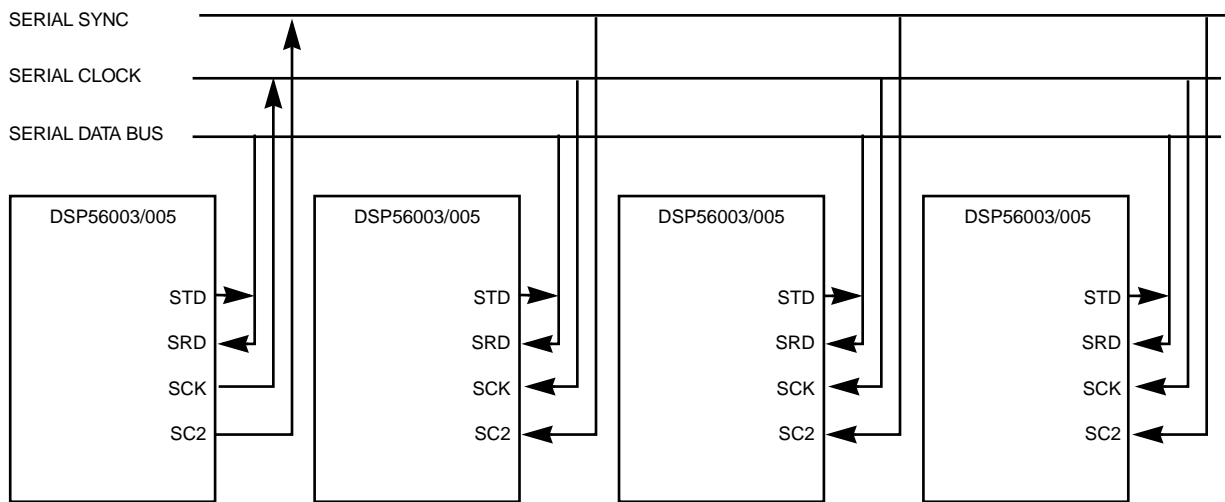 SERIAL SYNC
SERIAL CLOCK
SERIAL DATA BUS
DSP56003/005
STD
SRD
SCK
SC2
DSP56003/005
STD
SRD
SCK
SC2
DSP56003/005
STD
SRD
SCK
SC2
DSP56003/005
STD
SRD
SCK
SC2